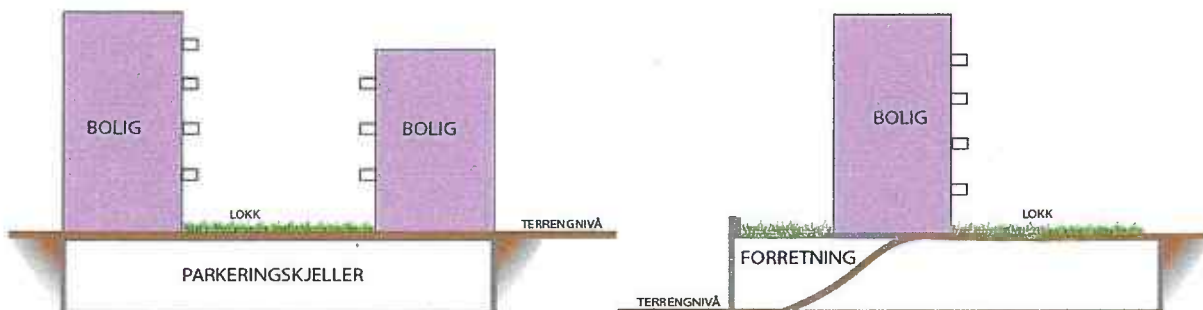 BOLIG
BOLIG
LOKK
TERRENGNIVÅ
PARKERINGSKJELLER
BOLIG
LOKK
FORRETNING
TERRENGNIVÅ